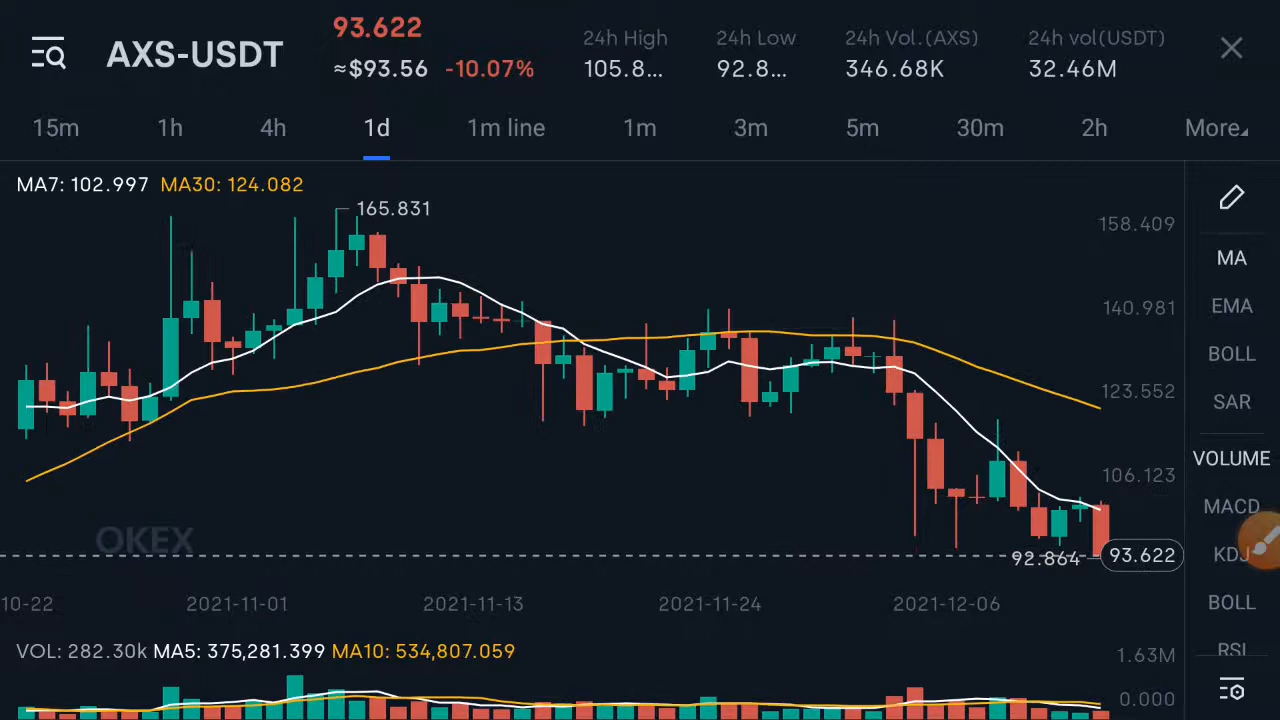 AXS-USDT
93.622
≈$93.56 -10.07%
24h High
105.8...
24h Low
92.8...
24h Vol.(AXS)
346.68K
24h vol(USDT)
32.46M
15m 1h 4h 1d 1m line 1m 3m 5m 30m 2h More
MA7: 102.997 MA30: 124.082
165.831
158.409
140.981
123.552
106.123
93.622
92.864
OKEX
10-22 2021-11-01 2021-11-13 2021-11-24 2021-12-06
VOL: 282.30k MA5: 375,281.399 MA10: 534,807.059
1.63M
0.000
MA
EMA
BOLL
SAR
VOLUME
MACD
KDJ
BOLL
RSI